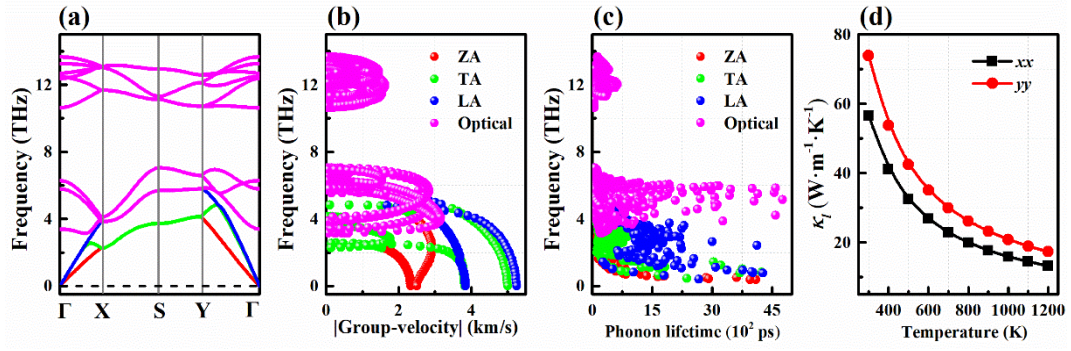 (a) (b) (c) (d)
Frequency (THz)
12
8
4
0
Γ X S Y Γ
Frequency (THz)
12
8
4
0
ZA
TA
LA
Optical
0 2 4 6
|Group-velocity| (km/s)
Frequency (THz)
12
8
4
0
ZA
TA
LA
Optical
0 15 30 45
Phonon lifetime (10² ps)
κl (W·m⁻¹·K⁻¹)
80
60
40
20
xx
yy
400 600 800 1000 1200
Temperature (K)